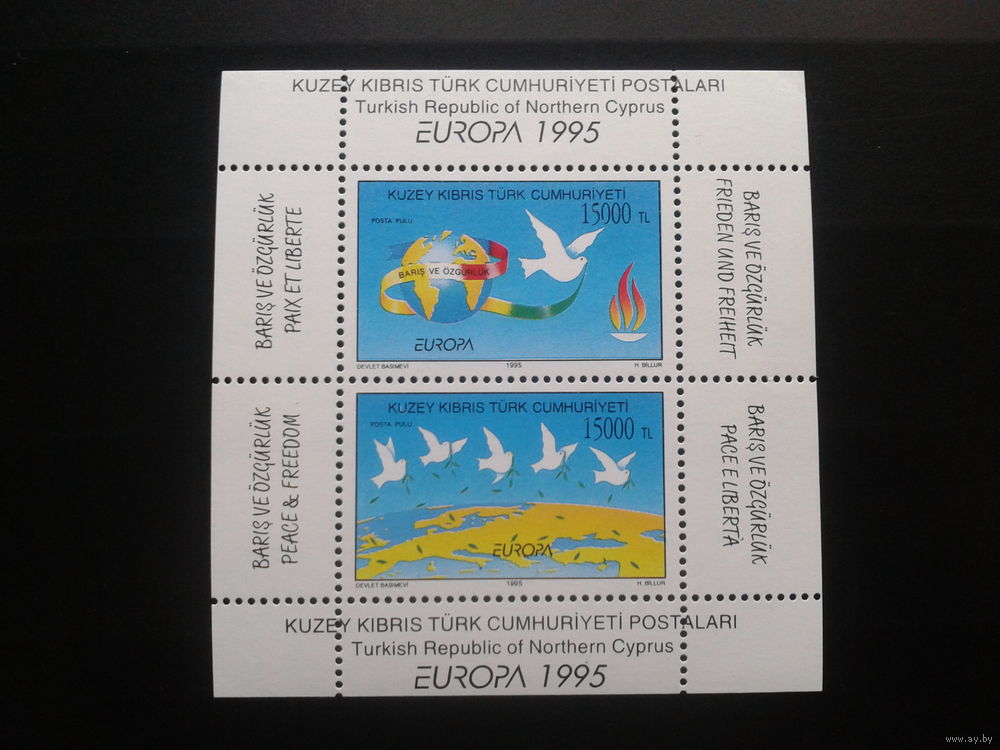 KUZEY KIBRIS TÜRK CUMHURİYETİ POSTALARI
Turkish Republic of Northern Cyprus
EUROPA 1995
BARIŞ VE ÖZGÜRLÜK
PAIX ET LIBERTE
KUZEY KIBRIS TÜRK CUMHURİYETİ
15000 TL
POSTA PULU
BARIŞ VE ÖZGÜRLÜK
EUROPA
DEVLET BASIMEVİ 1995 H. BİLLUR
BARIŞ VE ÖZGÜRLÜK
FRIEDEN UND FREIHEIT
BARIŞ VE ÖZGÜRLÜK
PEACE & FREEDOM
KUZEY KIBRIS TÜRK CUMHURİYETİ
15000 TL
POSTA PULU
EUROPA
DEVLET BASIMEVİ 1995 H. BİLLUR
BARIŞ VE ÖZGÜRLÜK
PACE E LIBERTÀ
KUZEY KIBRIS TÜRK CUMHURİYETİ POSTALARI
Turkish Republic of Northern Cyprus
EUROPA 1995
www.ay.by